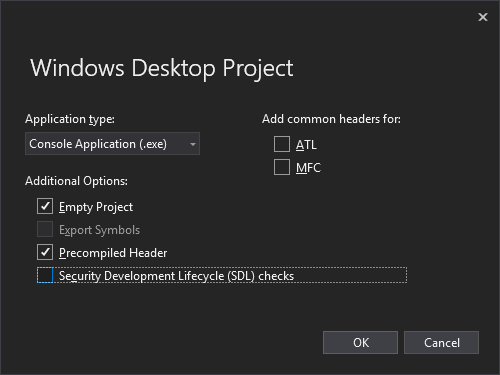 Windows Desktop Project
Application type:
Console Application (.exe)
Add common headers for:
ATL
MFC
Additional Options:
Empty Project
Export Symbols
Precompiled Header
Security Development Lifecycle (SDL) checks
OK
Cancel